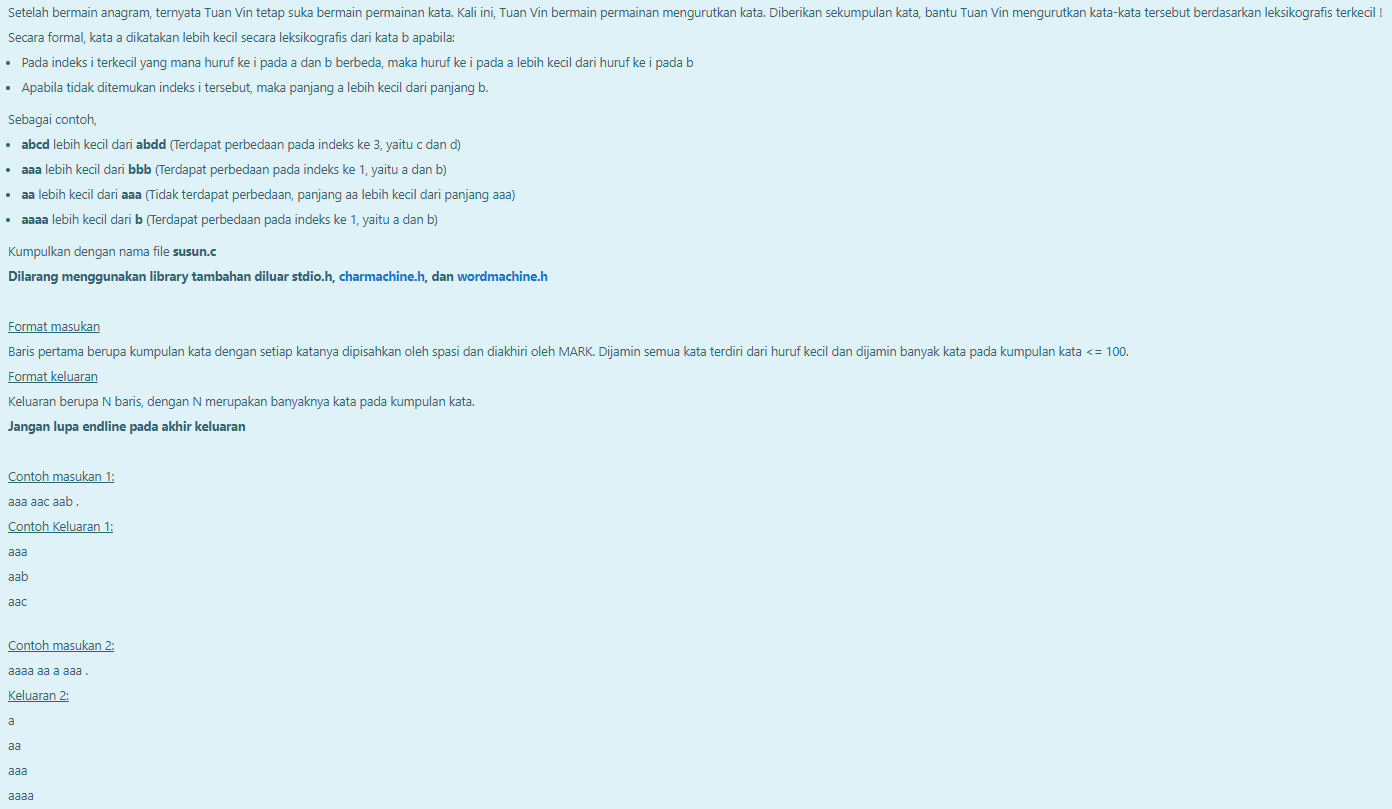 Setelah bermain anagram, ternyata Tuan Vin tetap suka bermain permainan kata. Kali ini, Tuan Vin bermain permainan mengurutkan kata. Diberikan sekumpulan kata, bantu Tuan Vin mengurutkan kata-kata tersebut berdasarkan leksikografis terkecil !
Secara formal, kata a dikatakan lebih kecil secara leksikografis dari kata b apabila:
• Pada indeks i terkecil yang mana huruf ke i pada a dan b berbeda, maka huruf ke i pada a lebih kecil dari huruf ke i pada b
• Apabila tidak ditemukan indeks i tersebut, maka panjang a lebih kecil dari panjang b.
Sebagai contoh,
• abcd lebih kecil dari abdd (Terdapat perbedaan pada indeks ke 3, yaitu c dan d)
• aaa lebih kecil dari bbb (Terdapat perbedaan pada indeks ke 1, yaitu a dan b)
• aa lebih kecil dari aaa (Tidak terdapat perbedaan, panjang aa lebih kecil dari panjang aaa)
• aaaa lebih kecil dari b (Terdapat perbedaan pada indeks ke 1, yaitu a dan b)
Kumpulkan dengan nama file susun.c
Dilarang menggunakan library tambahan diluar stdio.h, charmachine.h, dan wordmachine.h
Format masukan
Baris pertama berupa kumpulan kata dengan setiap katanya dipisahkan oleh spasi dan diakhiri oleh MARK. Dijamin semua kata terdiri dari huruf kecil dan dijamin banyak kata pada kumpulan kata <= 100.
Format keluaran
Keluaran berupa N baris, dengan N merupakan banyaknya kata pada kumpulan kata.
Jangan lupa endline pada akhir keluaran
Contoh masukan 1:
aaa aac aab .
Contoh Keluaran 1:
aaa
aab
aac
Contoh masukan 2:
aaaa aa a aaa .
Keluaran 2:
a
aa
aaa
aaaa